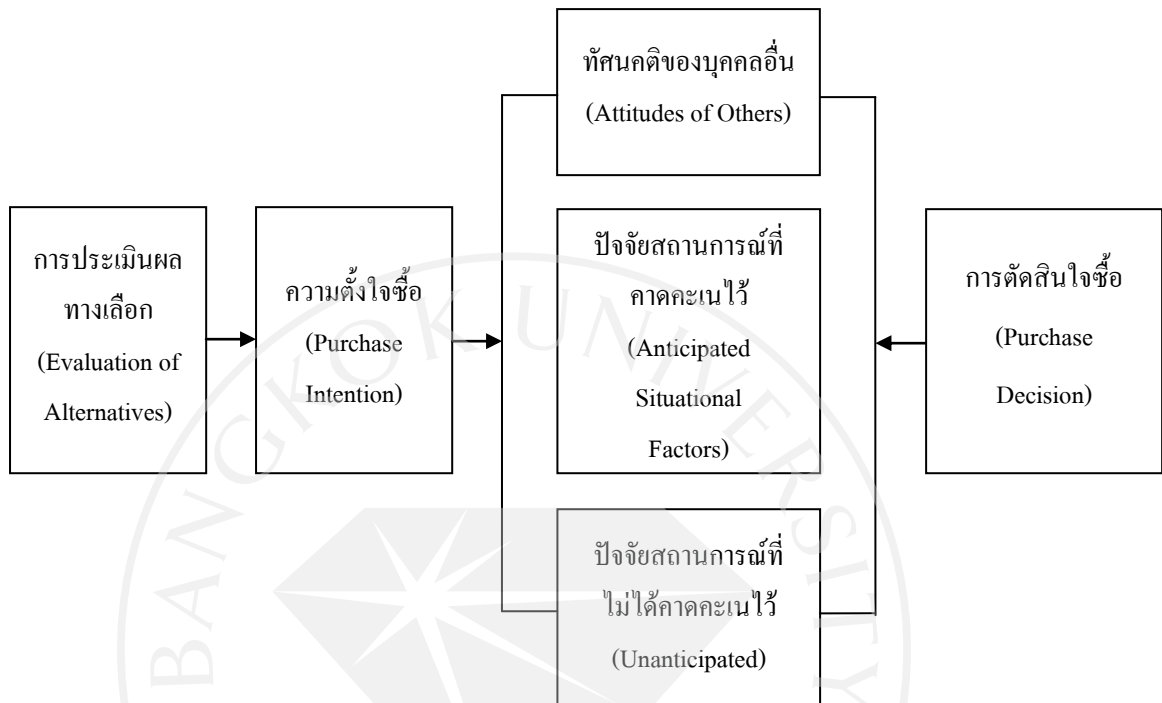 ทัศนคติของบุคคลอื่น
(Attitudes of Others)
การประเมินผล
ทางเลือก
(Evaluation of
Alternatives)
ความตั้งใจซื้อ
(Purchase
Intention)
ปัจจัยสถานการณ์ที่
คาดคะเนไว้
(Anticipated
Situational
Factors)
การตัดสินใจซื้อ
(Purchase
Decision)
ปัจจัยสถานการณ์ที่
ไม่ได้คาดคะเนไว้
(Unanticipated)
BANGKOK UNIVERSITY